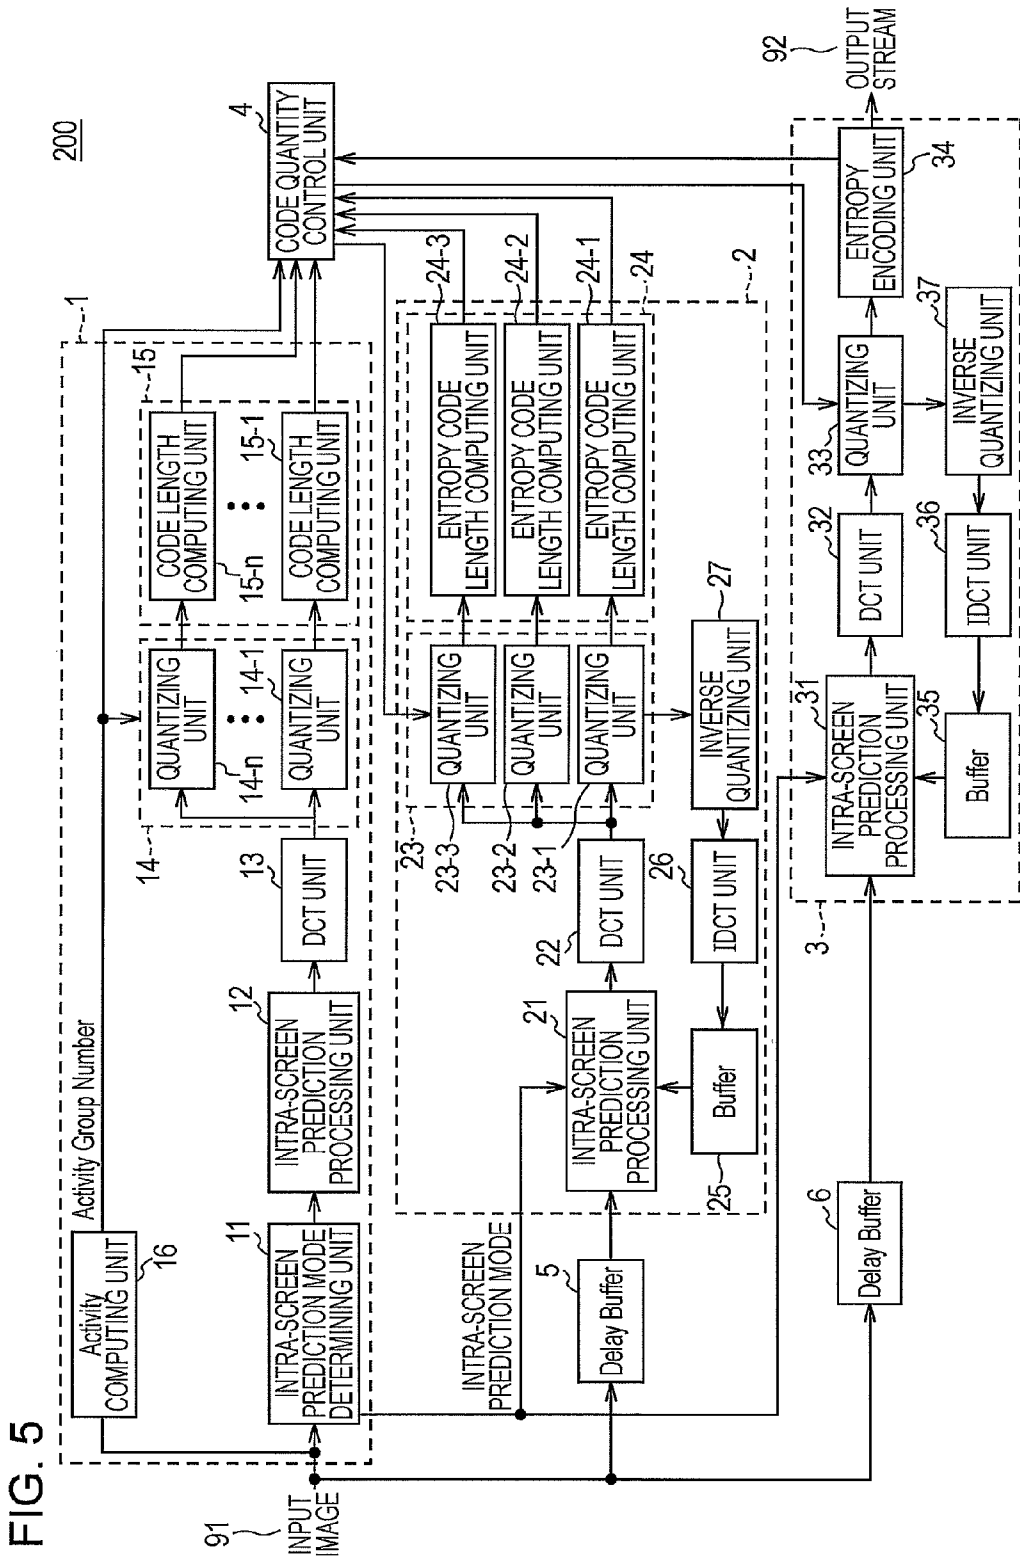 FIG. 5
200
91
INPUT
IMAGE
Activity
COMPUTING UNIT
16
Activity Group Number
1
11
INTRA-SCREEN
PREDICTION MODE
DETERMINING UNIT
12
INTRA-SCREEN
PREDICTION
PROCESSING UNIT
13
DCT UNIT
14
QUANTIZING
UNIT
14-n
14-1
QUANTIZING
UNIT
15
CODE LENGTH
COMPUTING UNIT
15-n
15-1
CODE LENGTH
COMPUTING UNIT
4
CODE QUANTITY
CONTROL UNIT
INTRA-SCREEN
PREDICTION MODE
5
Delay Buffer
2
21
INTRA-SCREEN
PREDICTION
PROCESSING UNIT
22
DCT UNIT
23
23-3
QUANTIZING
UNIT
23-2
QUANTIZING
UNIT
23-1
QUANTIZING
UNIT
24-3
ENTROPY CODE
LENGTH COMPUTING UNIT
24-2
ENTROPY CODE
LENGTH COMPUTING UNIT
24-1
ENTROPY CODE
LENGTH COMPUTING UNIT
24
25
Buffer
26
IDCT UNIT
27
INVERSE
QUANTIZING UNIT
6
Delay Buffer
3
31
INTRA-SCREEN
PREDICTION
PROCESSING UNIT
32
DCT UNIT
33
QUANTIZING
UNIT
ENTROPY
ENCODING UNIT
34
35
Buffer
36
IDCT UNIT
37
INVERSE
QUANTIZING UNIT
92
OUTPUT
STREAM